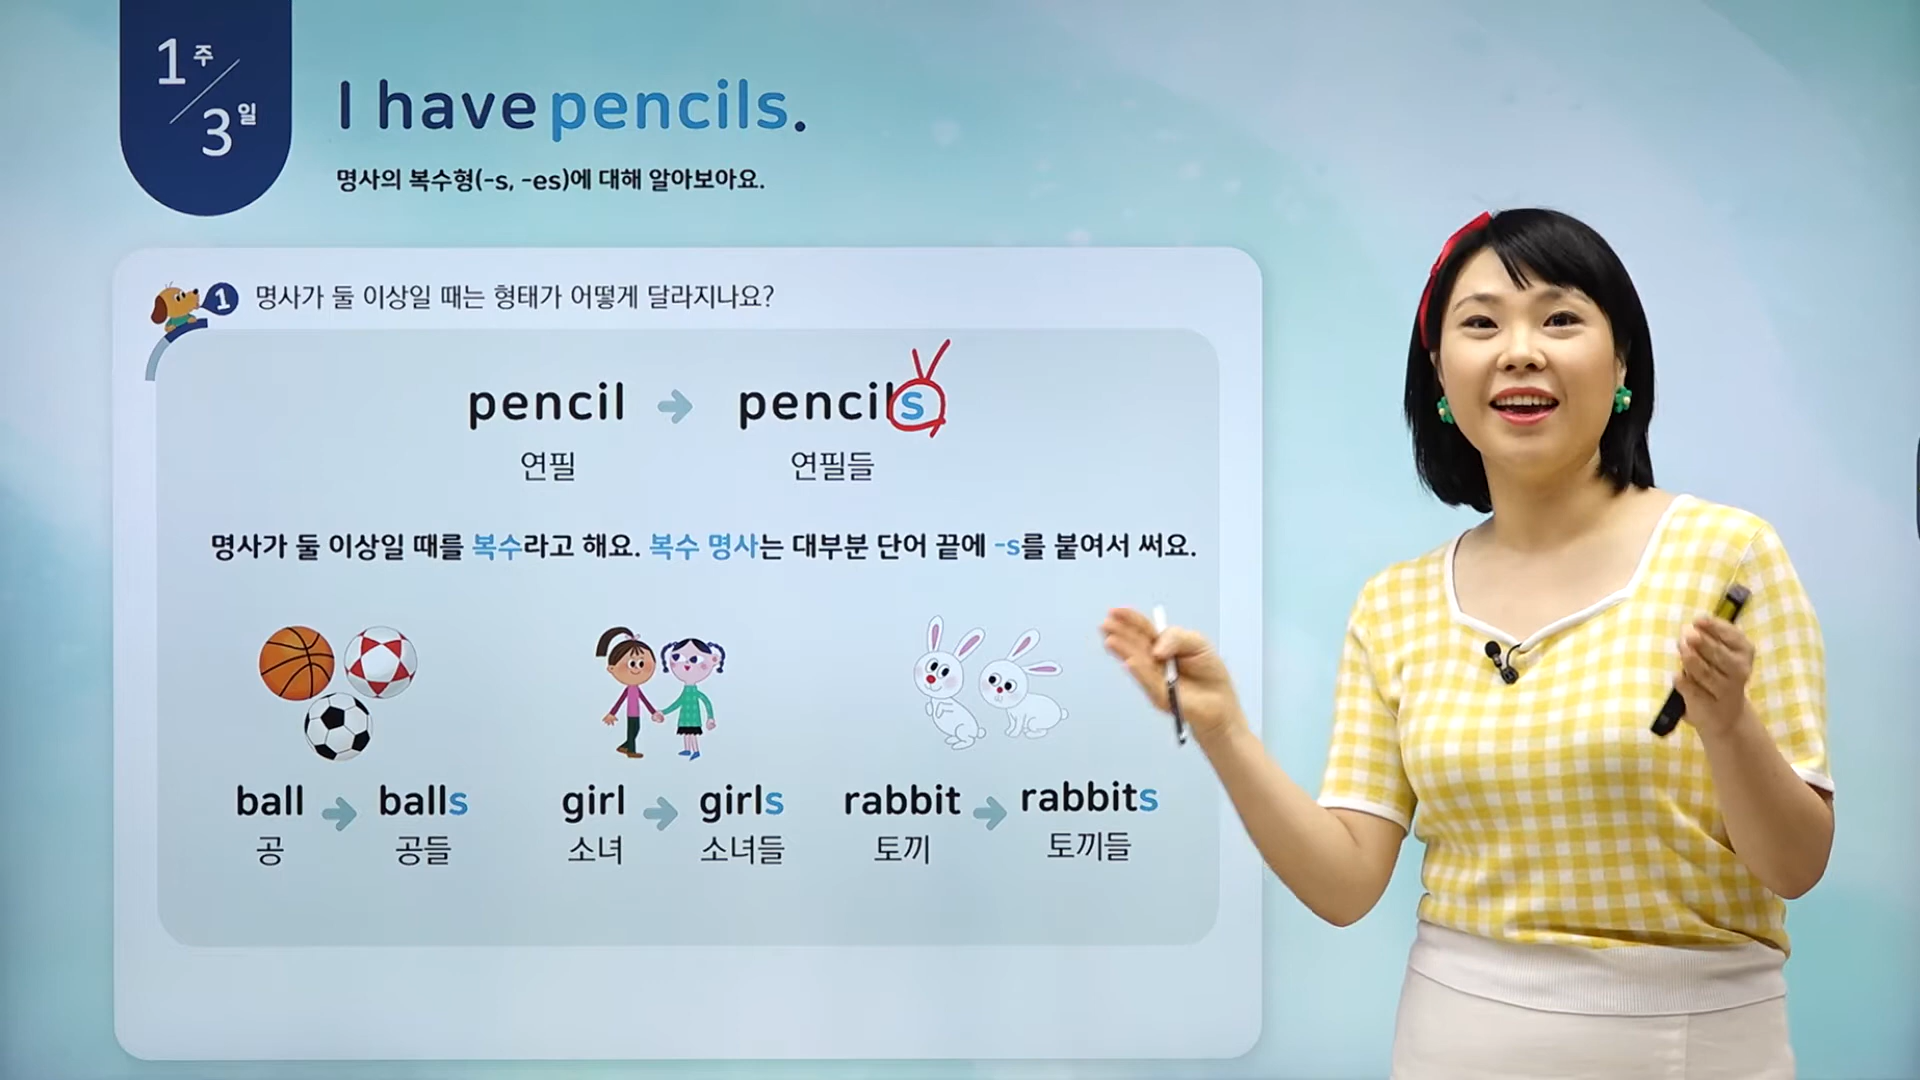 1주
3일
I have pencils.
명사의 복수형(-s, -es)에 대해 알아보아요.
1 명사가 둘 이상일 때는 형태가 어떻게 달라지나요?
pencil pencils
연필 연필들
명사가 둘 이상일 때를 복수라고 해요. 복수 명사는 대부분 단어 끝에 -s를 붙여서 써요.
ball balls girl girls rabbit rabbits
공 공들 소녀 소녀들 토끼 토끼들